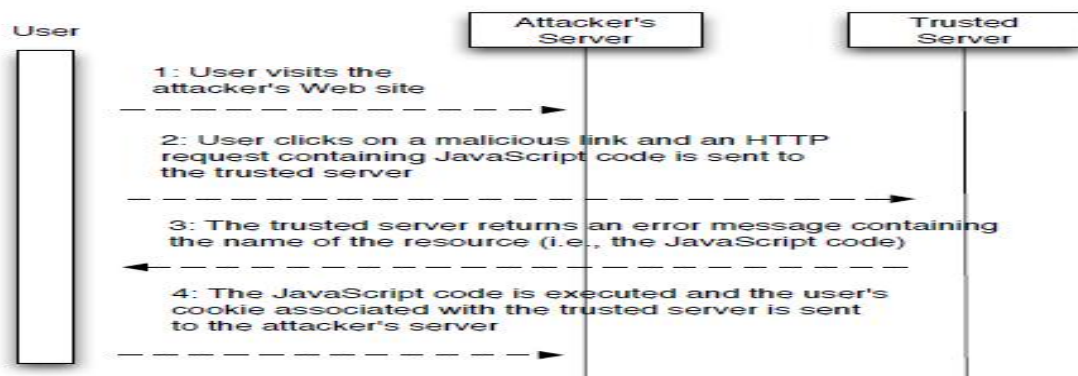 User
Attacker's
Server
Trusted
Server
1: User visits the
attacker's Web site
2: User clicks on a malicious link and an HTTP
request containing JavaScript code is sent to
the trusted server
3: The trusted server returns an error message containing
the name of the resource (i.e., the JavaScript code)
4: The JavaScript code is executed and the user's
cookie associated with the trusted server is sent
to the attacker's server